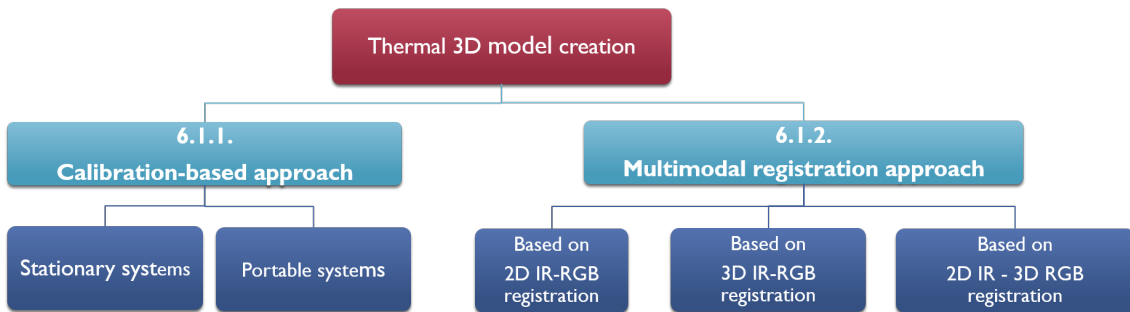 Thermal 3D model creation
6.1.1.
Calibration-based approach
6.1.2.
Multimodal registration approach
Stationary systems
Portable systems
Based on
2D IR-RGB
registration
Based on
3D IR-RGB
registration
Based on
2D IR - 3D RGB
registration